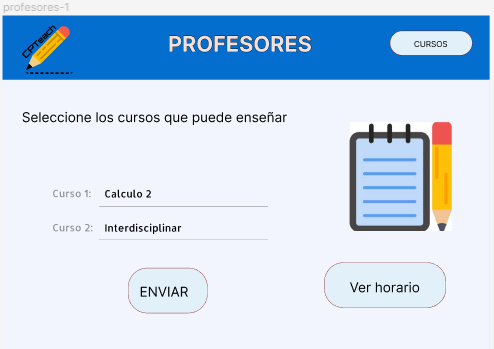 profesores-1
CPTeach
PROFESORES
CURSOS
Seleccione los cursos que puede enseñar
Curso 1: Calculo 2
Curso 2: Interdisciplinar
ENVIAR
Ver horario